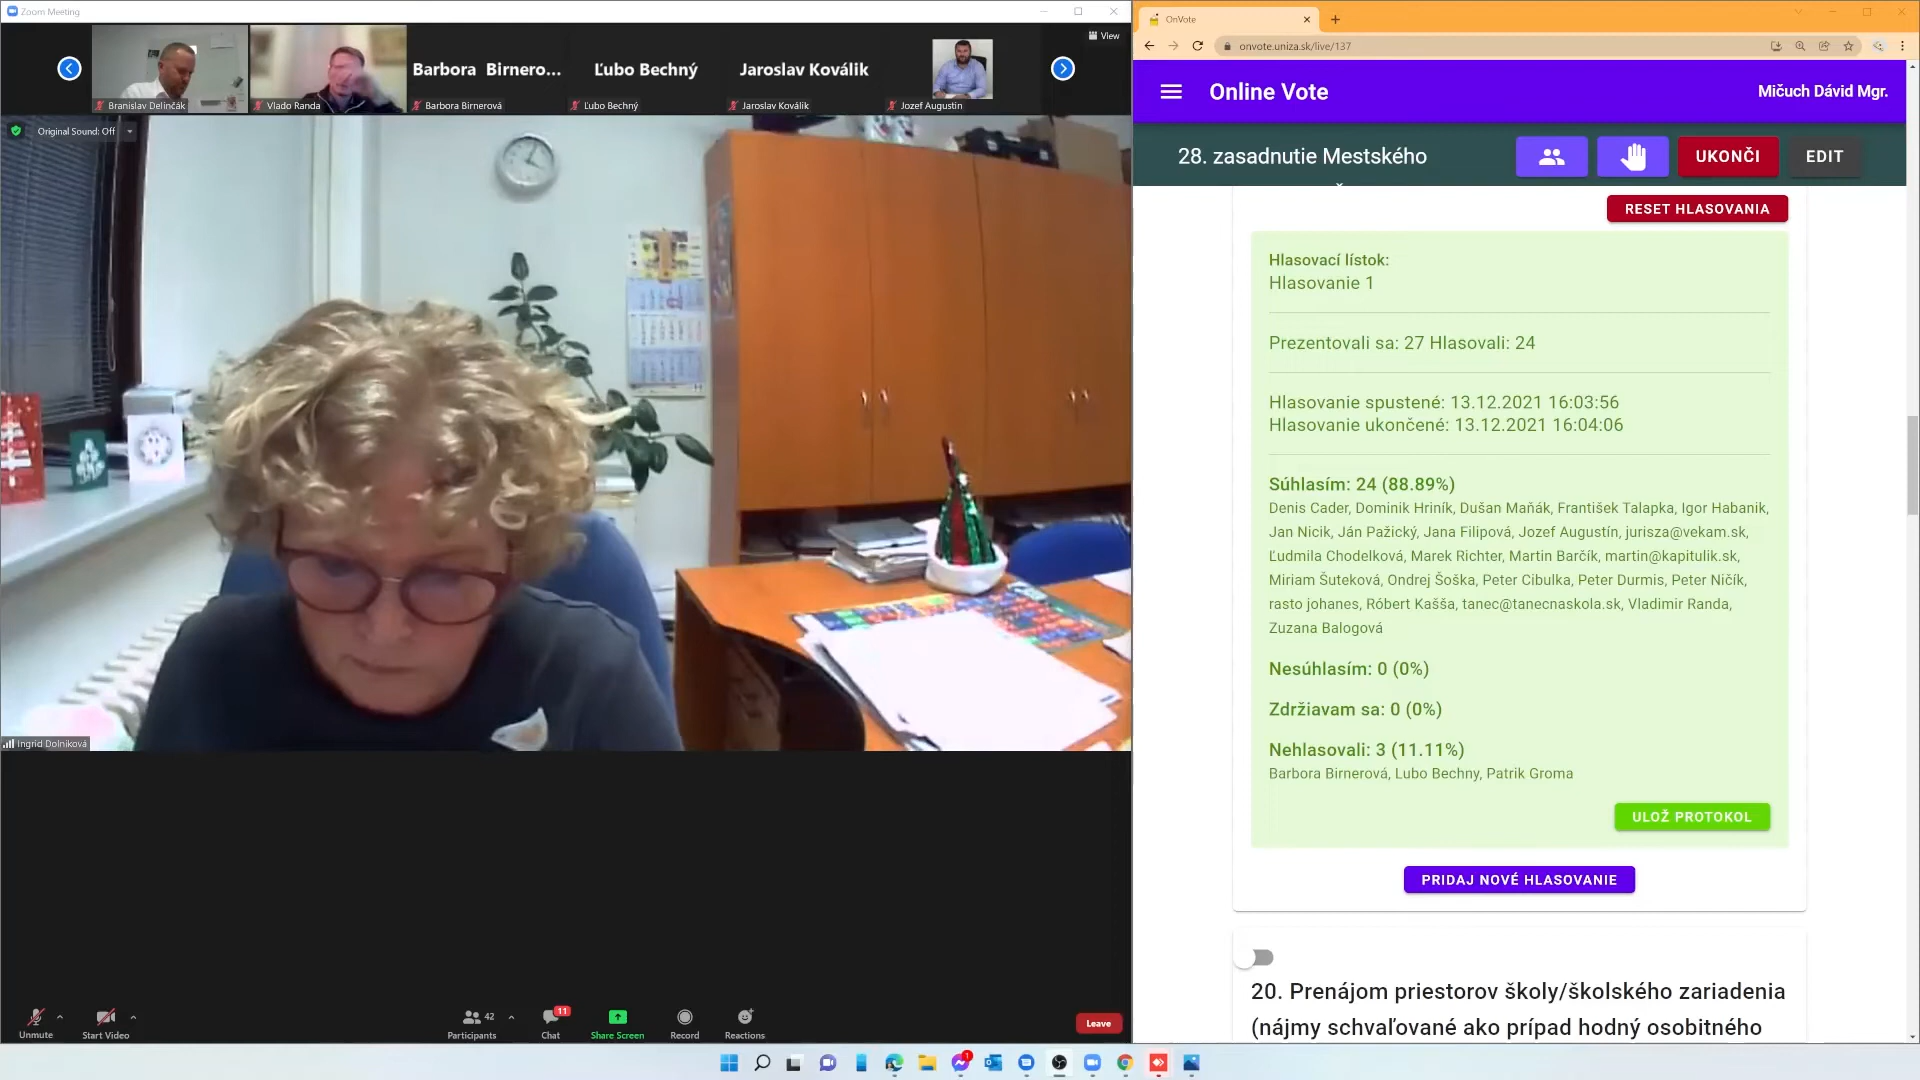 Zoom Meeting
View
Branislav Delinčák
Vlado Randa
Barbora Birnero...
Barbora Birnerová
Ľubo Bechný
Ľubo Bechný
Jaroslav Koválik
Jaroslav Koválik
Jozef Augustin
Original Sound: Off
Ingrid Dolníková
Unmute
Start Video
42
Participants
11
Chat
Share Screen
Record
Reactions
Leave
OnVote
onvote.uniza.sk/live/137
Online Vote
Mičuch Dávid Mgr.
28. zasadnutie Mestského
UKONČI
EDIT
RESET HLASOVANIA
Hlasovací lístok:
Hlasovanie 1
Prezentovali sa: 27 Hlasovali: 24
Hlasovanie spustené: 13.12.2021 16:03:56
Hlasovanie ukončené: 13.12.2021 16:04:06
Súhlasím: 24 (88.89%)
Denis Cader, Dominik Hriník, Dušan Maňák, František Talapka, Igor Habanik,
Jan Nicik, Ján Pažický, Jana Filipová, Jozef Augustín, jurisza@vekam.sk,
Ľudmila Chodelková, Marek Richter, Martin Barčík, martin@kapitulik.sk,
Miriam Šuteková, Ondrej Šoška, Peter Cibulka, Peter Durmis, Peter Ničík,
rasto johanes, Róbert Kašša, tanec@tanecnaskola.sk, Vladimir Randa,
Zuzana Balogová
Nesúhlasím: 0 (0%)
Zdržiavam sa: 0 (0%)
Nehlasovali: 3 (11.11%)
Barbora Birnerová, Lubo Bechny, Patrik Groma
ULOŽ PROTOKOL
PRIDAJ NOVÉ HLASOVANIE
20. Prenájom priestorov školy/školského zariadenia
(nájmy schvaľované ako prípad hodný osobitného
1